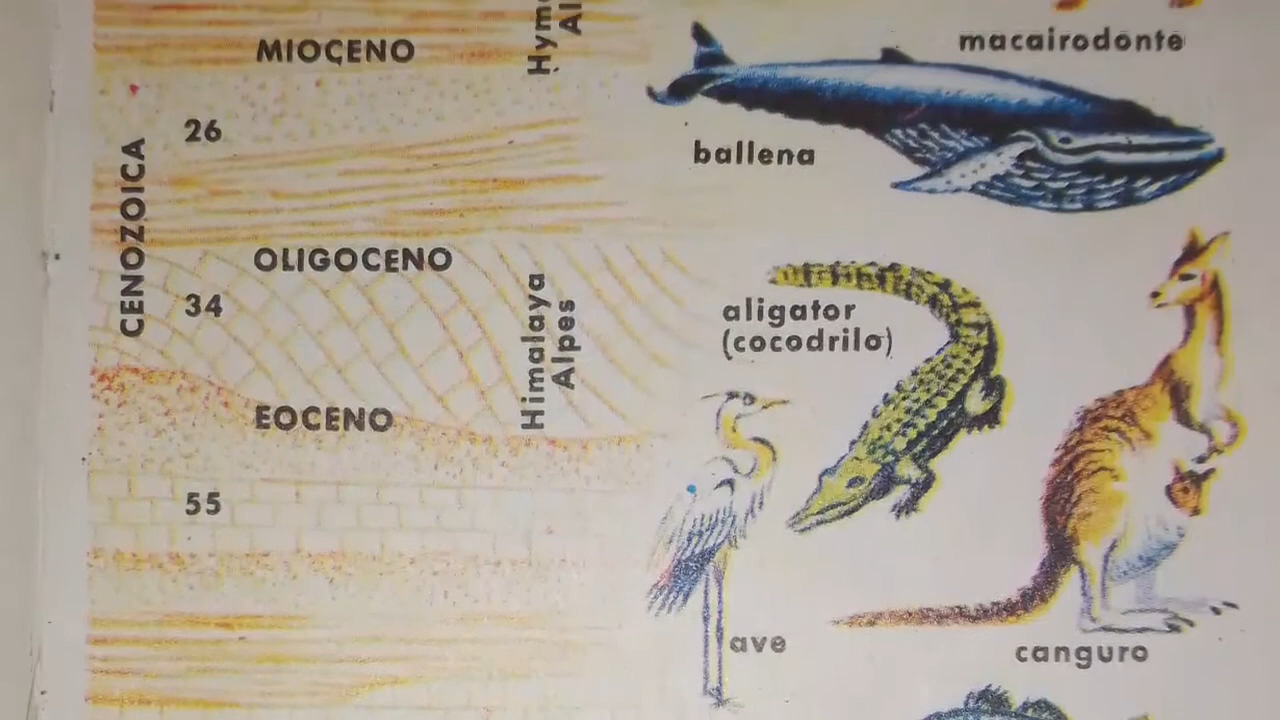 MIOCENO
macairodonte
26
ballena
CENOZOICA
OLIGOCENO
34
Himalaya
Alpes
aligator
(cocodrilo)
EOCENO
55
ave
canguro